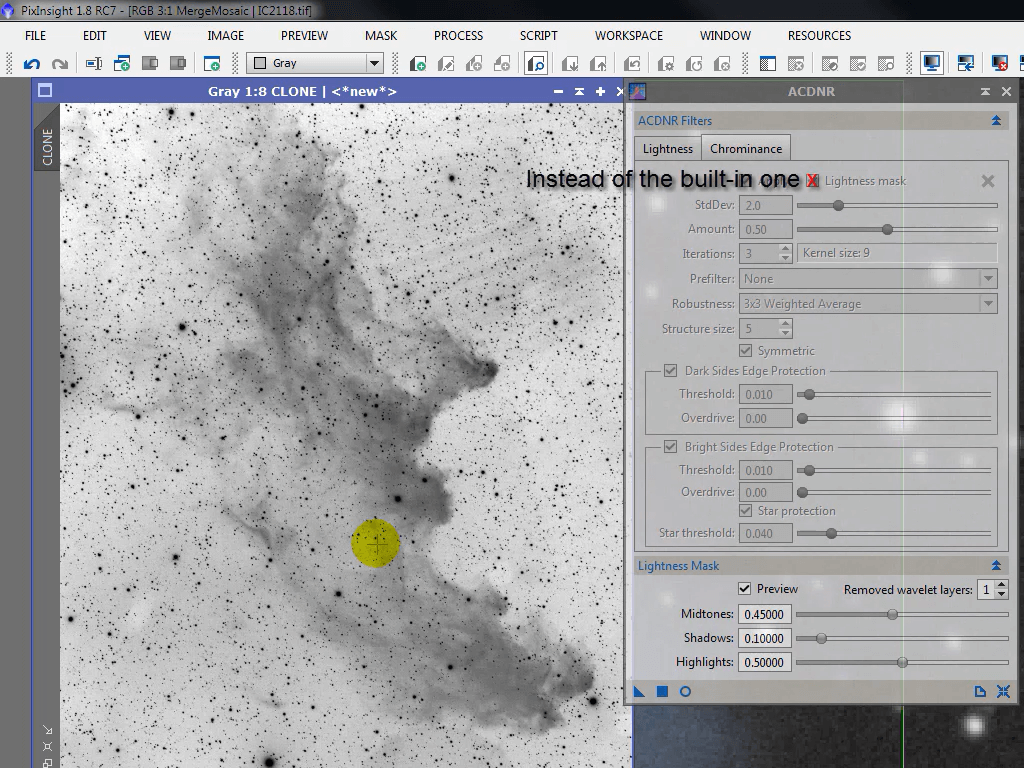 PixInsight 1.8 RC7 - [RGB 3:1 MergeMosaic | IC2118.tif]
FILE EDIT VIEW IMAGE PREVIEW MASK PROCESS SCRIPT WORKSPACE WINDOW RESOURCES
Gray
Gray 1:8 CLONE | <*new*>
CLONE
ACDNR
ACDNR Filters
Lightness Chrominance
Instead of the built-in one X Lightness mask
StdDev: 2.0
Amount: 0.50
Iterations: 3 Kernel size: 9
Prefilter: None
Robustness: 3x3 Weighted Average
Structure size: 5
Symmetric
Dark Sides Edge Protection
Threshold: 0.010
Overdrive: 0.00
Bright Sides Edge Protection
Threshold: 0.010
Overdrive: 0.00
Star protection
Star threshold: 0.040
Lightness Mask
Preview Removed wavelet layers: 1
Midtones: 0.45000
Shadows: 0.10000
Highlights: 0.50000